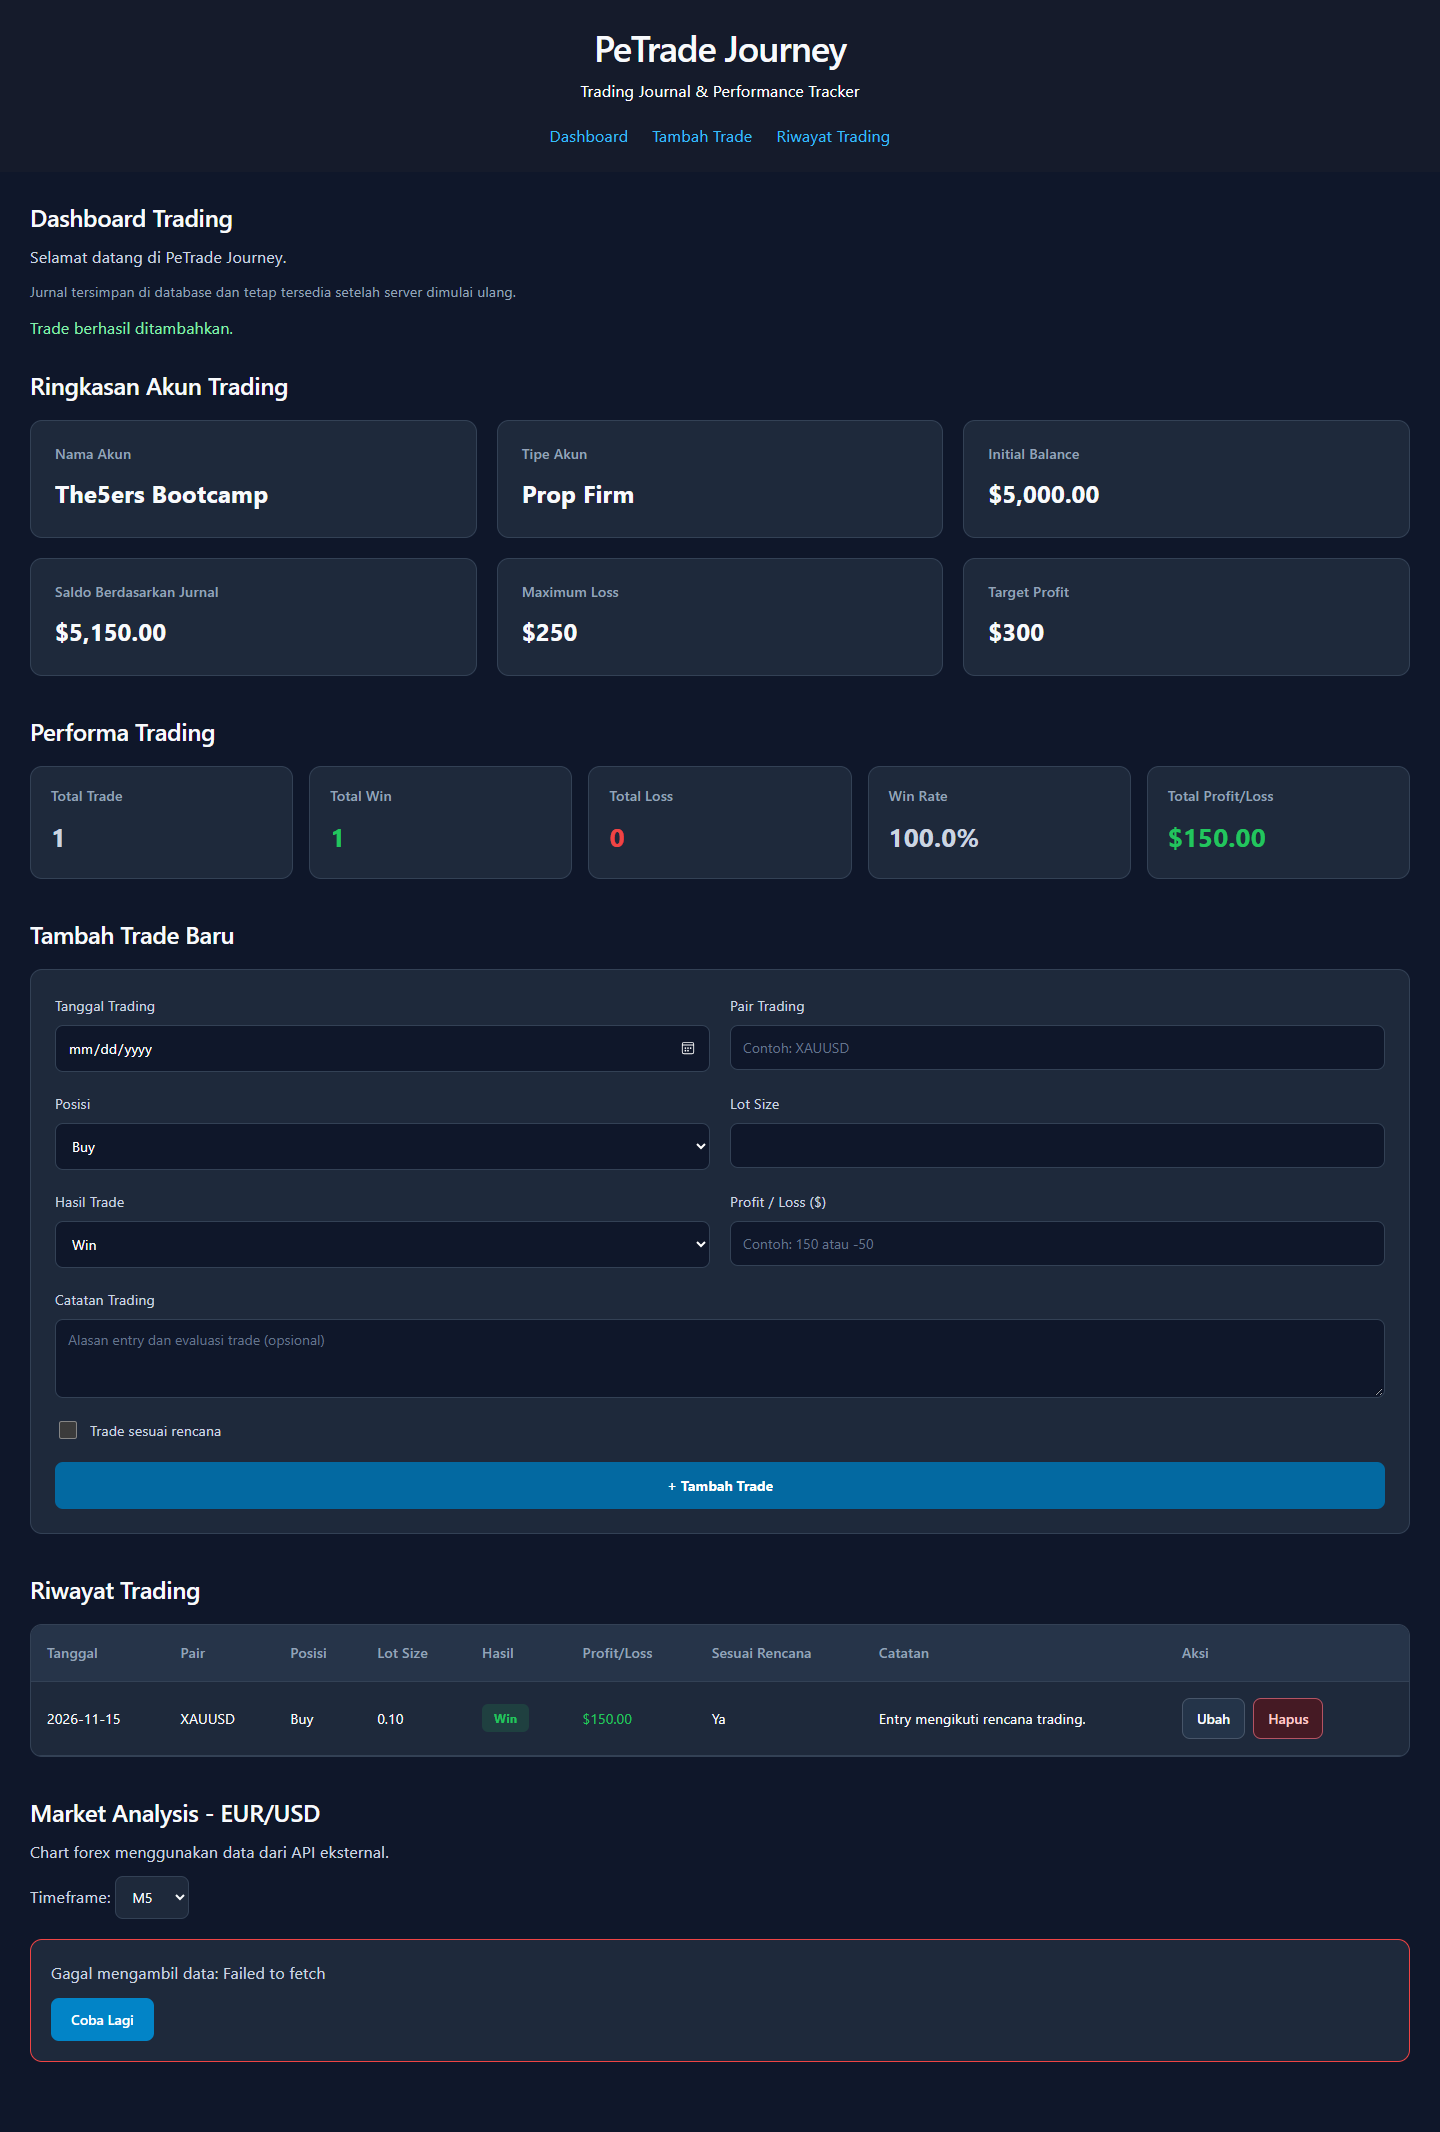 PeTrade Journey
Trading Journal & Performance Tracker
Dashboard Tambah Trade Riwayat Trading
Dashboard Trading
Selamat datang di PeTrade Journey.
Jurnal tersimpan di database dan tetap tersedia setelah server dimulai ulang.
Trade berhasil ditambahkan.
Ringkasan Akun Trading
Nama Akun
The5ers Bootcamp
Tipe Akun
Prop Firm
Initial Balance
$5,000.00
Saldo Berdasarkan Jurnal
$5,150.00
Maximum Loss
$250
Target Profit
$300
Performa Trading
Total Trade
1
Total Win
1
Total Loss
0
Win Rate
100.0%
Total Profit/Loss
$150.00
Tambah Trade Baru
Tanggal Trading
mm/dd/yyyy
Pair Trading
Contoh: XAUUSD
Posisi
Buy
Lot Size
Hasil Trade
Win
Profit / Loss ($)
Contoh: 150 atau -50
Catatan Trading
Alasan entry dan evaluasi trade (opsional)
Trade sesuai rencana
+ Tambah Trade
Riwayat Trading
Tanggal Pair Posisi Lot Size Hasil Profit/Loss Sesuai Rencana Catatan Aksi
2026-11-15 XAUUSD Buy 0.10 Win $150.00 Ya Entry mengikuti rencana trading. Ubah Hapus
Market Analysis - EUR/USD
Chart forex menggunakan data dari API eksternal.
Timeframe: M5
Gagal mengambil data: Failed to fetch
Coba Lagi